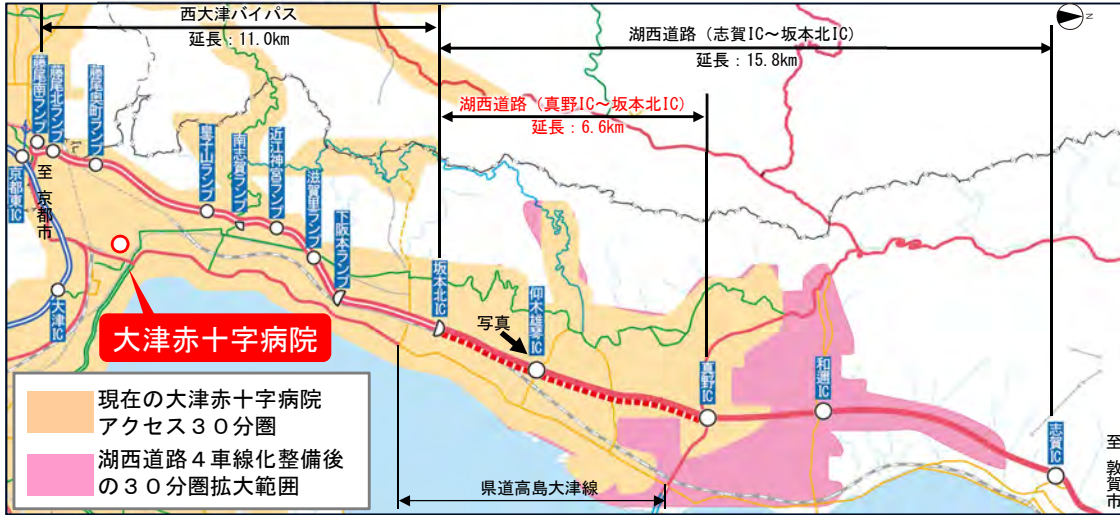 西大津バイパス
延長：11.0km
湖西道路（志賀IC～坂本北IC）
延長：15.8km
湖西道路（真野IC～坂本北IC）
延長：6.6km
N
藤尾南ランプ
藤尾北ランプ
藤尾奥町ランプ
皇子山ランプ
南志賀ランプ
近江神宮ランプ
滋賀里ランプ
下阪本ランプ
坂本北IC
仰木雄琴IC
真野IC
和邇IC
志賀IC
京都東IC
至 京都市
大津IC
写真
大津赤十字病院
現在の大津赤十字病院
アクセス３０分圏
湖西道路４車線化整備後
の３０分圏拡大範囲
県道高島大津線
至 敦賀市